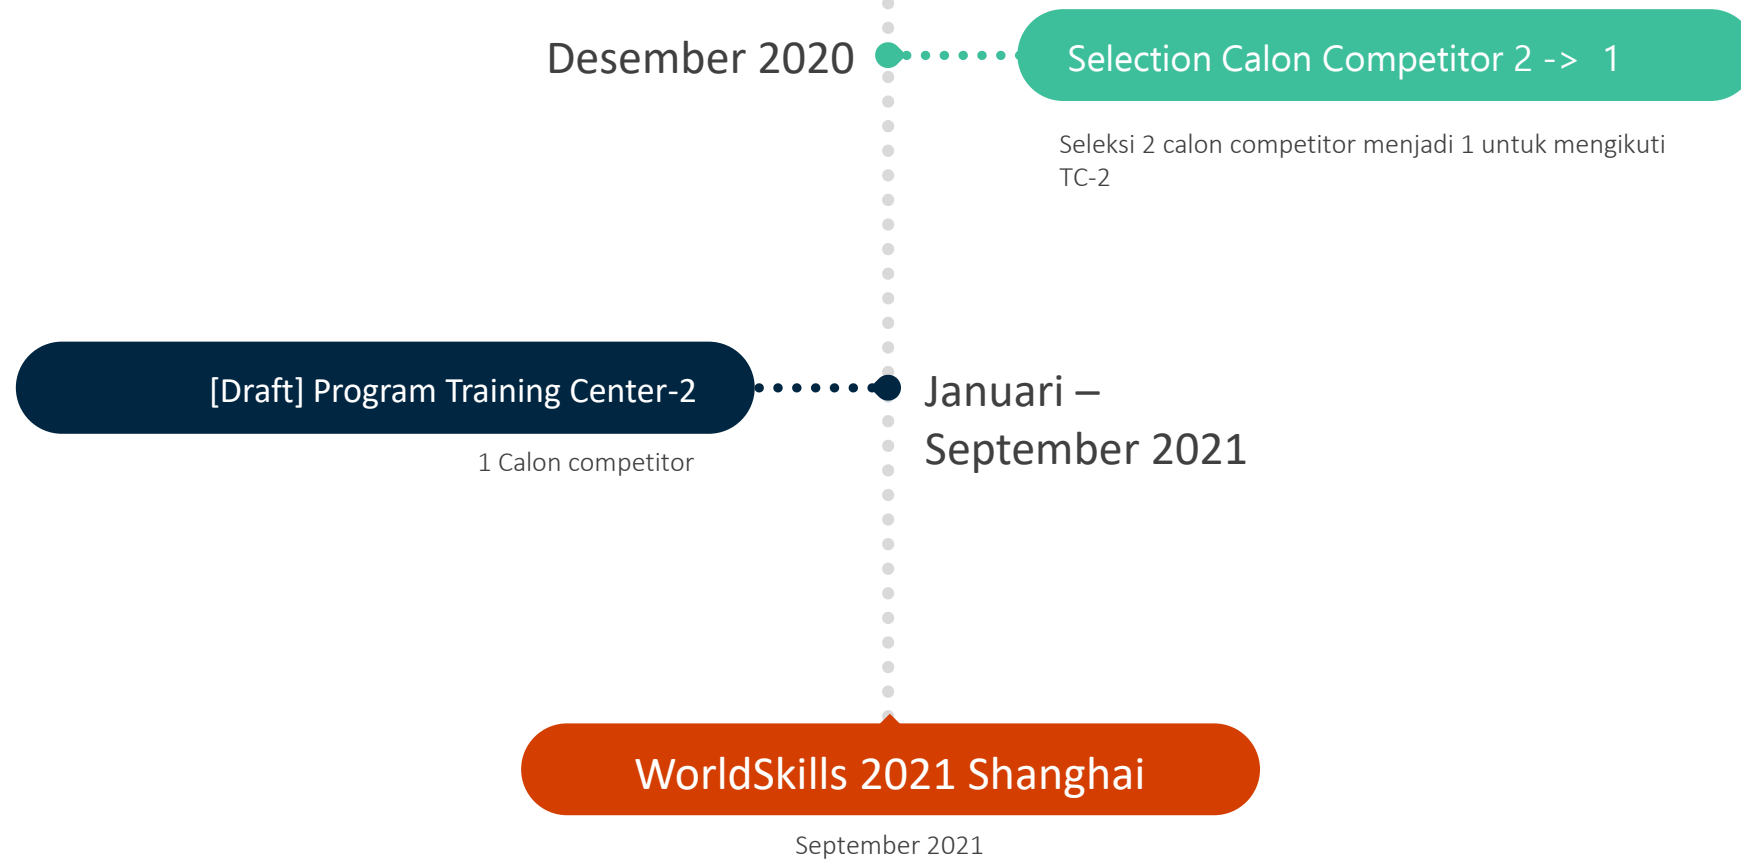 Desember 2020
Selection Calon Competitor 2 -> 1
Seleksi 2 calon competitor menjadi 1 untuk mengikuti
TC-2
[Draft] Program Training Center-2
1 Calon competitor
Januari –
September 2021
WorldSkills 2021 Shanghai
September 2021